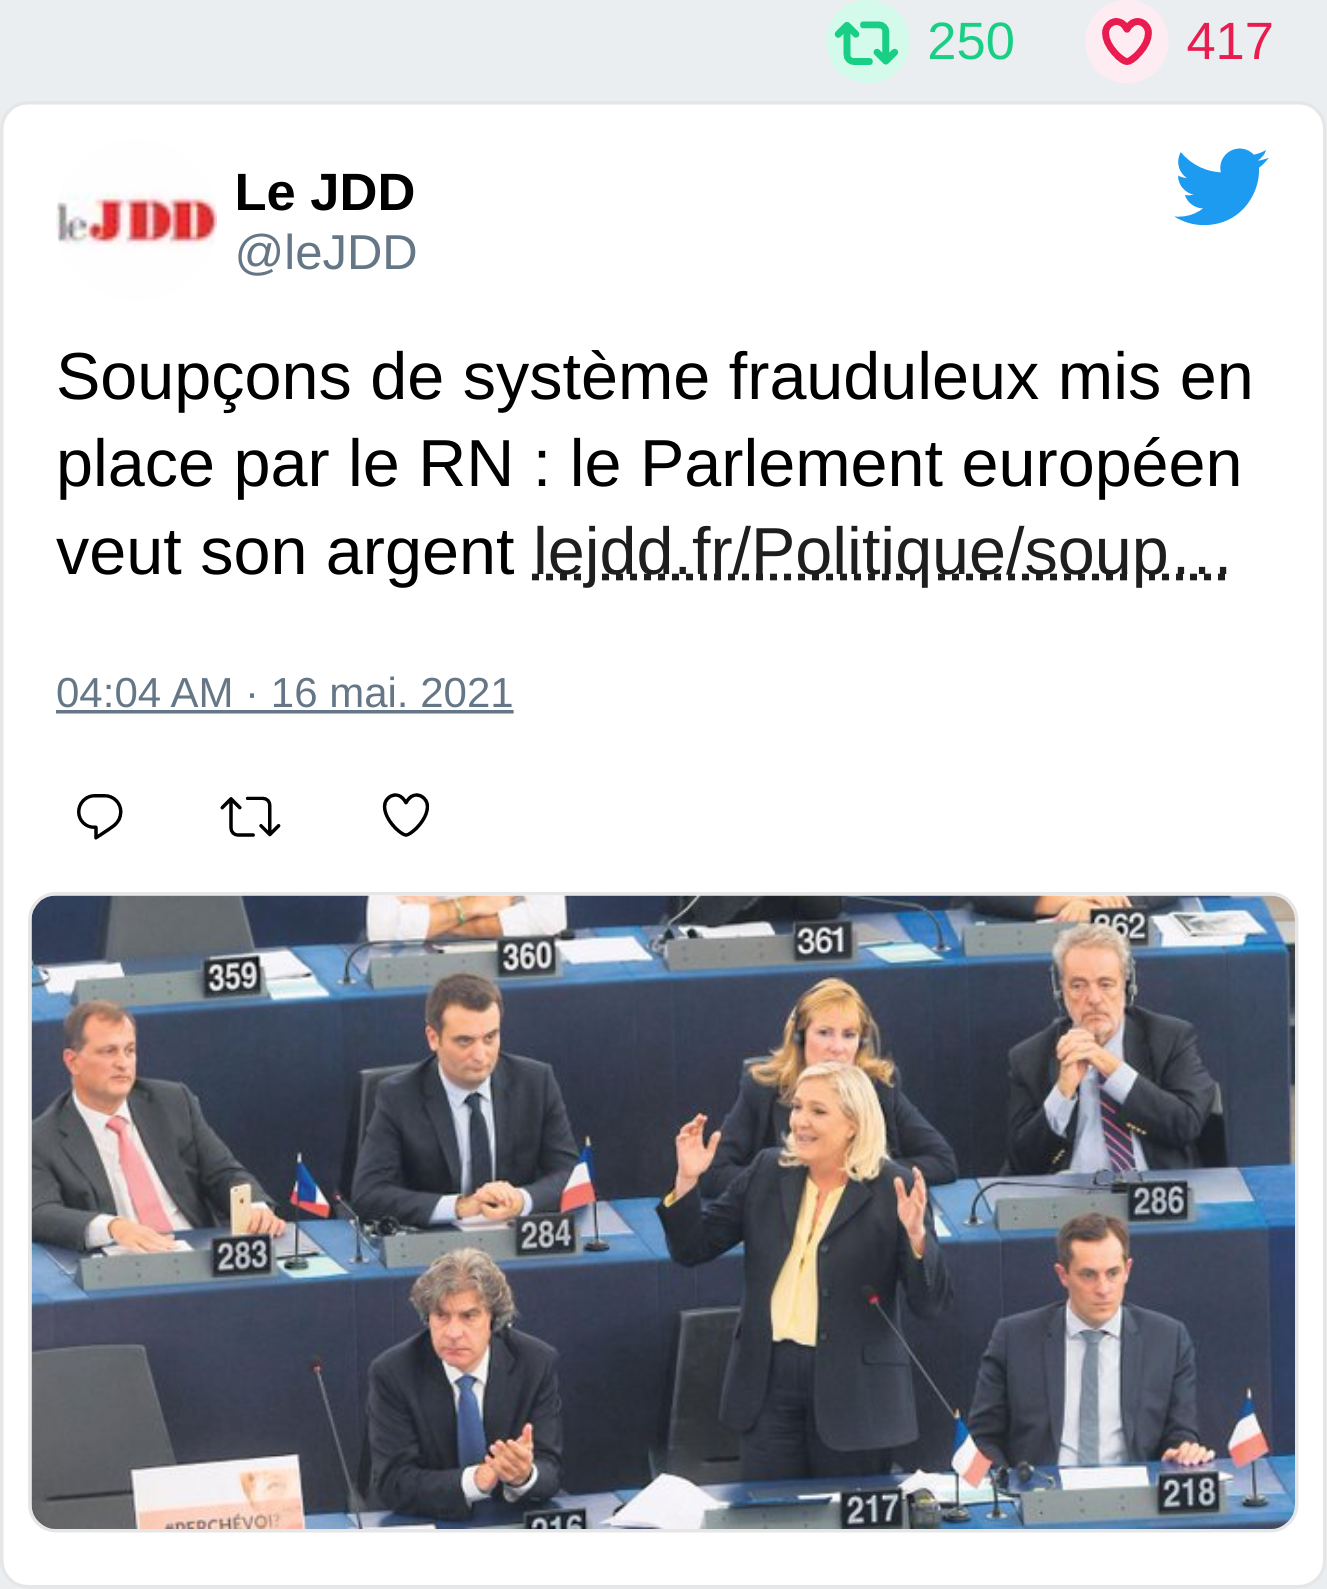 250 417
leJDD
Le JDD
@leJDD
Soupçons de système frauduleux mis en
place par le RN : le Parlement européen
veut son argent lejdd.fr/Politique/soup…
04:04 AM · 16 mai. 2021
359 360 361 362
283 284 286
#PERCHÉVOI?
216 217 218